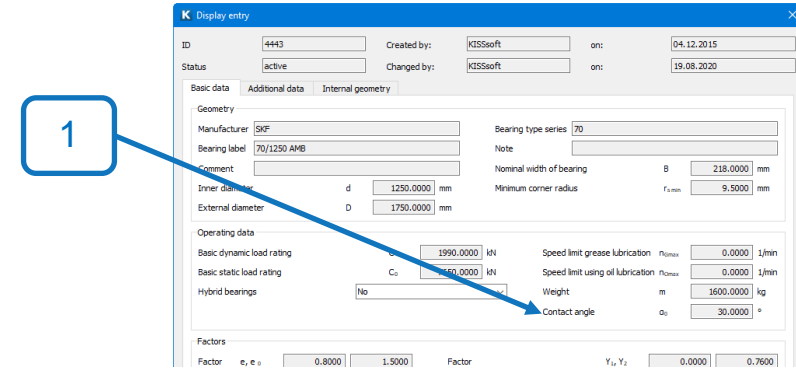 K Display entry
ID 4443 Created by: KISSsoft on: 04.12.2015
Status active Changed by: KISSsoft on: 19.08.2020
Basic data Additional data Internal geometry
Geometry
Manufacturer SKF Bearing type series 70
Bearing label 70/1250 AMB Note
Comment Nominal width of bearing B 218.0000 mm
Inner diameter d 1250.0000 mm Minimum corner radius rs min 9.5000 mm
External diameter D 1750.0000 mm
1
Operating data
Basic dynamic load rating 1990.0000 kN Speed limit grease lubrication nGmax 0.0000 1/min
Basic static load rating C0 kN Speed limit using oil lubrication nOmax 0.0000 1/min
Hybrid bearings No Weight m 1600.0000 kg
Contact angle α0 30.0000 °
Factors
Factor e, e 0 0.8000 1.5000 Factor Y1, Y2 0.0000 0.7600